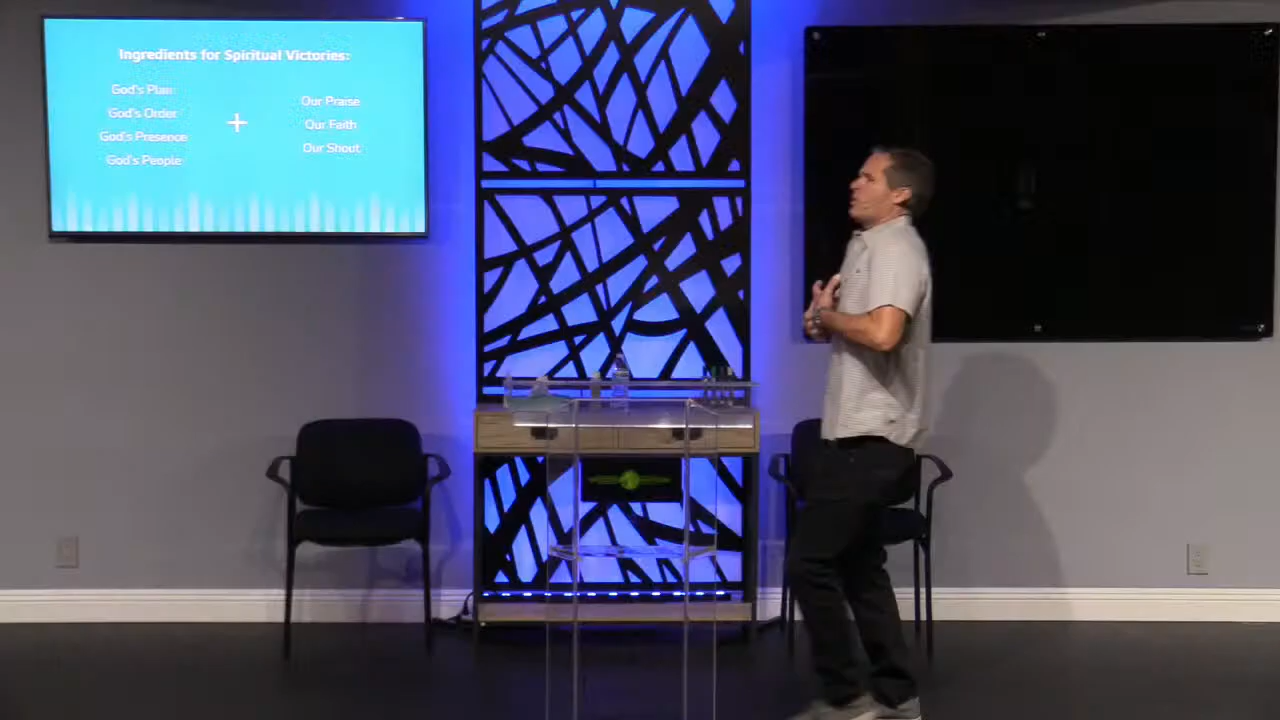 Ingredients for Spiritual Victories:
God's Plan
God's Order
God's Presence
God's People
+
Our Praise
Our Faith
Our Shout